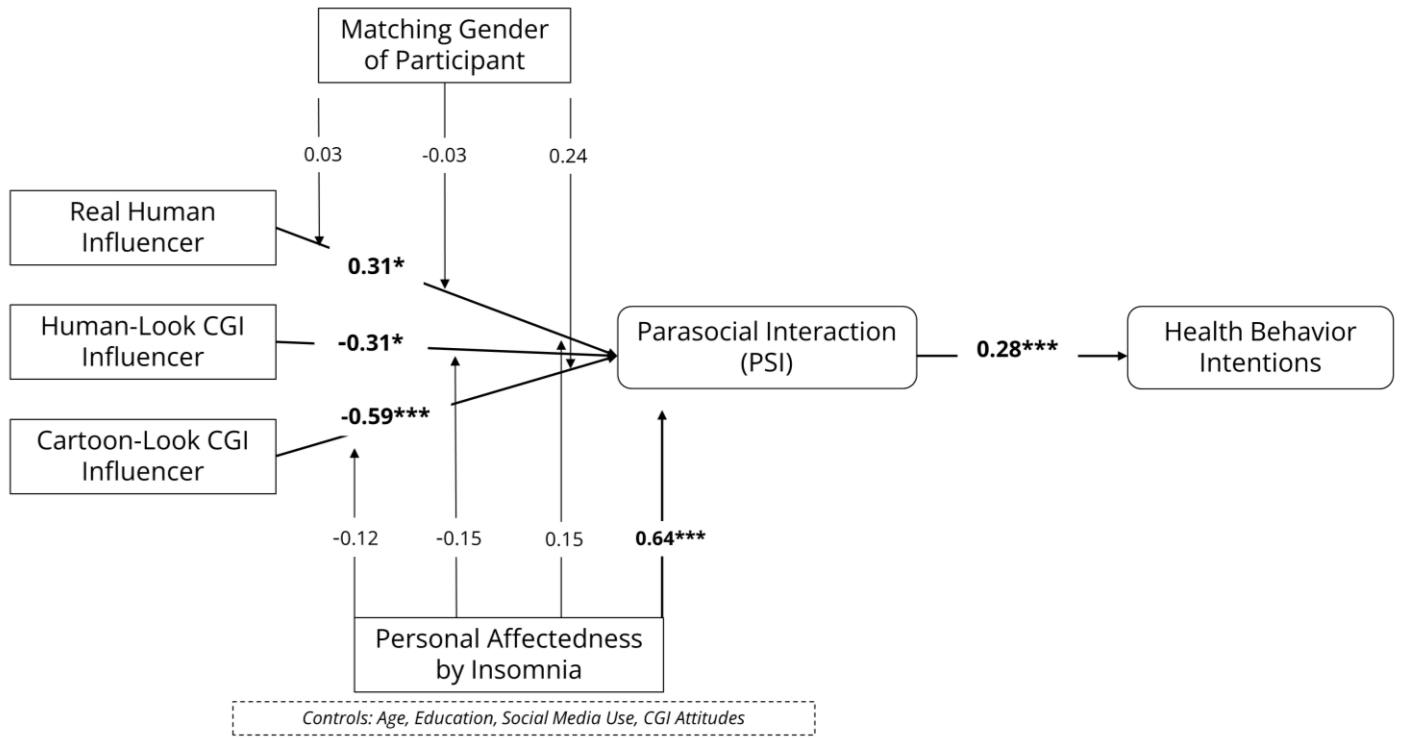 Matching Gender
of Participant
0.03
-0.03
0.24
Real Human
Influencer
0.31*
Human-Look CGI
Influencer
-0.31*
Parasocial Interaction
(PSI)
0.28***
Health Behavior
Intentions
-0.59***
Cartoon-Look CGI
Influencer
-0.12
-0.15
0.15
0.64***
Personal Affectedness
by Insomnia
Controls: Age, Education, Social Media Use, CGI Attitudes